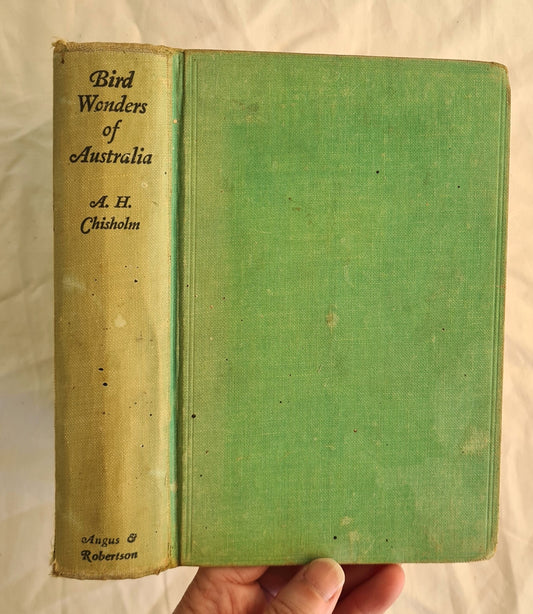 Bird
Wonders
of
Australia
A. H.
Chisholm
Angus &
Robertson